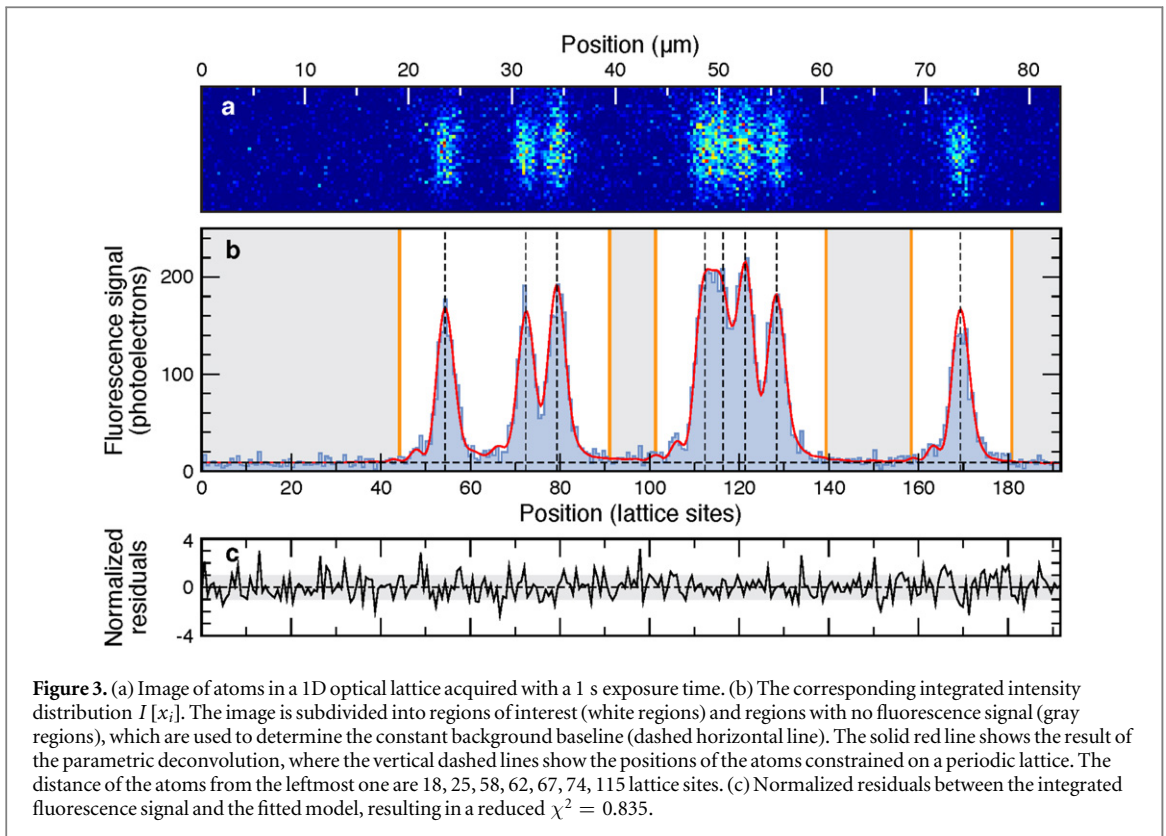 Position (µm)
0 10 20 30 40 50 60 70 80
a
b
Fluorescence signal
(photoelectrons)
200
100
0
0 20 40 60 80 100 120 140 160 180
Position (lattice sites)
c
Normalized
residuals
4
0
-4
Figure 3. (a) Image of atoms in a 1D optical lattice acquired with a 1 s exposure time. (b) The corresponding integrated intensity
distribution I [xᵢ]. The image is subdivided into regions of interest (white regions) and regions with no fluorescence signal (gray
regions), which are used to determine the constant background baseline (dashed horizontal line). The solid red line shows the result of
the parametric deconvolution, where the vertical dashed lines show the positions of the atoms constrained on a periodic lattice. The
distance of the atoms from the leftmost one are 18, 25, 58, 62, 67, 74, 115 lattice sites. (c) Normalized residuals between the integrated
fluorescence signal and the fitted model, resulting in a reduced χ² = 0.835.